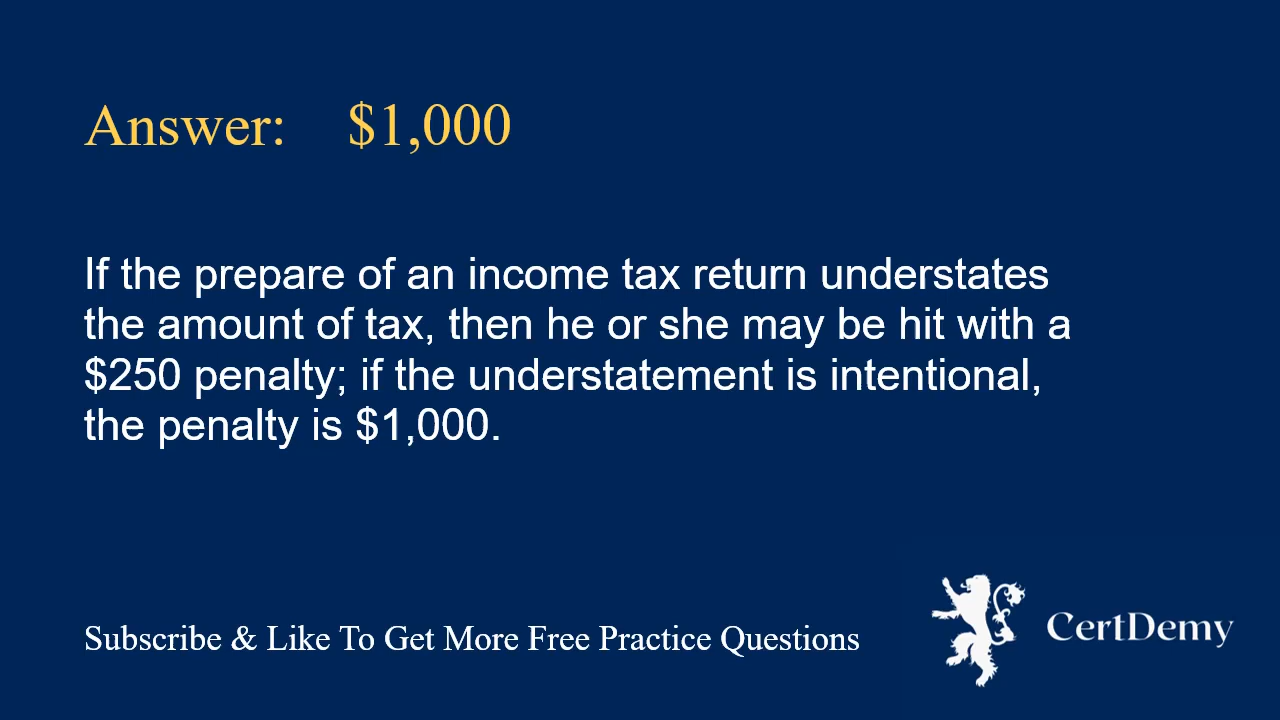 Answer: $1,000
If the prepare of an income tax return understates
the amount of tax, then he or she may be hit with a
$250 penalty; if the understatement is intentional,
the penalty is $1,000.
Subscribe & Like To Get More Free Practice Questions
CertDemy